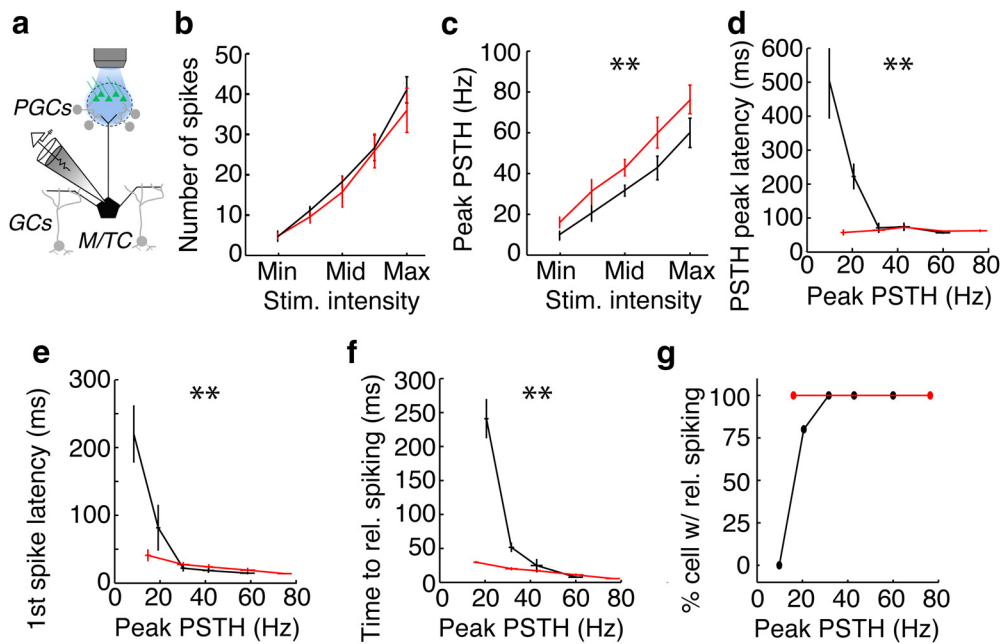 a
PGCs
GCs
M/TC
b
Number of spikes
50
40
30
20
10
0
Min Mid Max
Stim. intensity
c
Peak PSTH (Hz)
100
80
60
40
20
0
**
Min Mid Max
Stim. intensity
d
PSTH peak latency (ms)
600
500
400
300
200
100
0
**
0 20 40 60 80
Peak PSTH (Hz)
e
1st spike latency (ms)
300
200
100
0
**
0 20 40 60 80
Peak PSTH (Hz)
f
Time to rel. spiking (ms)
300
250
200
150
100
50
0
**
0 20 40 60 80
Peak PSTH (Hz)
g
% cell w/ rel. spiking
100
75
50
25
0
0 20 40 60 80
Peak PSTH (Hz)